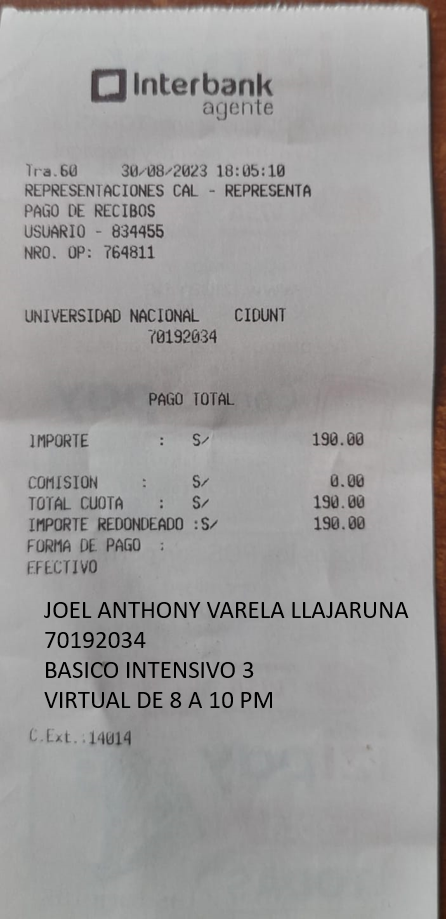 Interbank
agente
Tra.60 30/08/2023 18:05:10
REPRESENTACIONES CAL - REPRESENTA
PAGO DE RECIBOS
USUARIO - 834455
NRO. OP: 764811
UNIVERSIDAD NACIONAL CIDUNT
70192034
PAGO TOTAL
IMPORTE : S/ 190.00
COMISION : S/ 0.00
TOTAL CUOTA : S/ 190.00
IMPORTE REDONDEADO :S/ 190.00
FORMA DE PAGO :
EFECTIVO
JOEL ANTHONY VARELA LLAJARUNA
70192034
BASICO INTENSIVO 3
VIRTUAL DE 8 A 10 PM
C.Ext.:14014